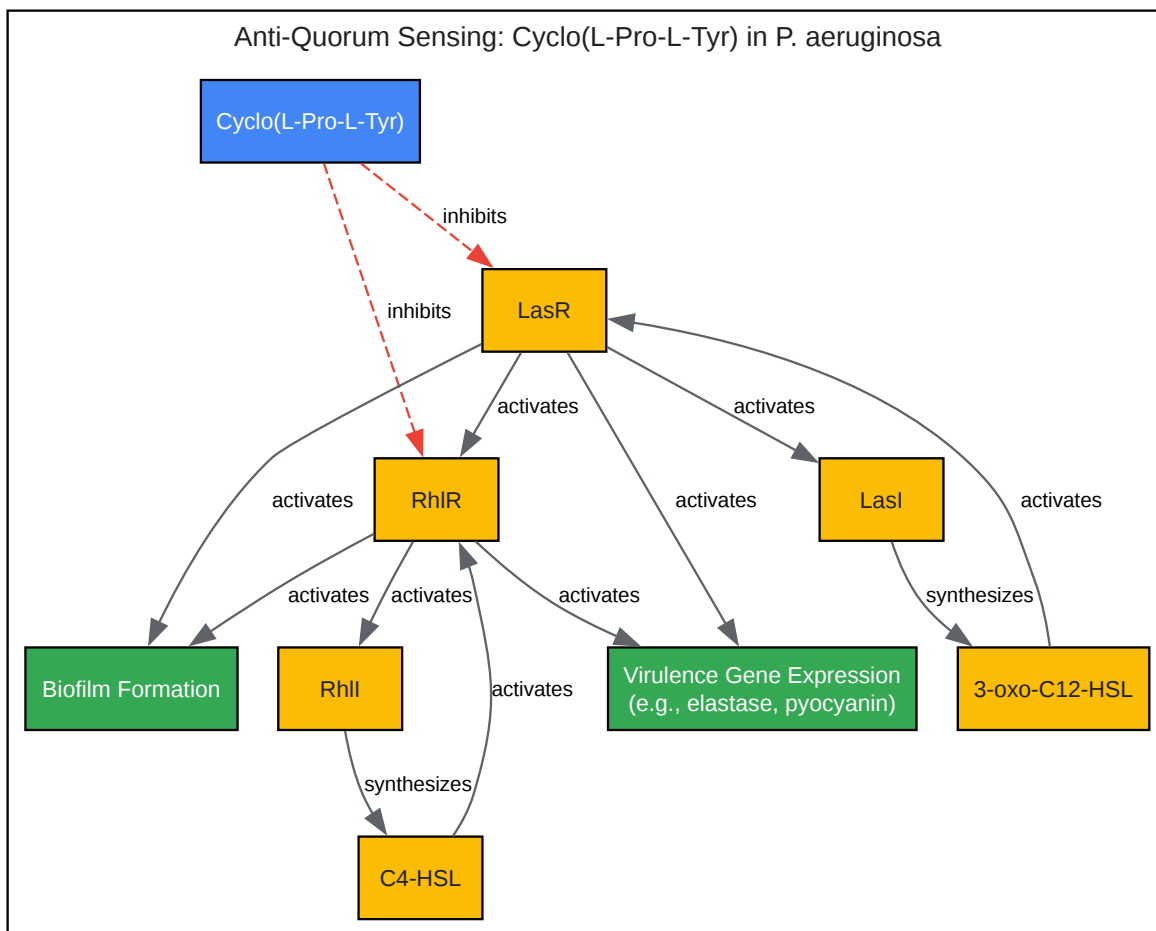 Anti-Quorum Sensing: Cyclo(L-Pro-L-Tyr) in P. aeruginosa
Cyclo(L-Pro-L-Tyr)
inhibits
inhibits
LasR
activates
activates
RhlR
LasI
activates
activates
activates
activates
activates
activates
synthesizes
Biofilm Formation
RhlI
activates
Virulence Gene Expression
(e.g., elastase, pyocyanin)
3-oxo-C12-HSL
synthesizes
C4-HSL